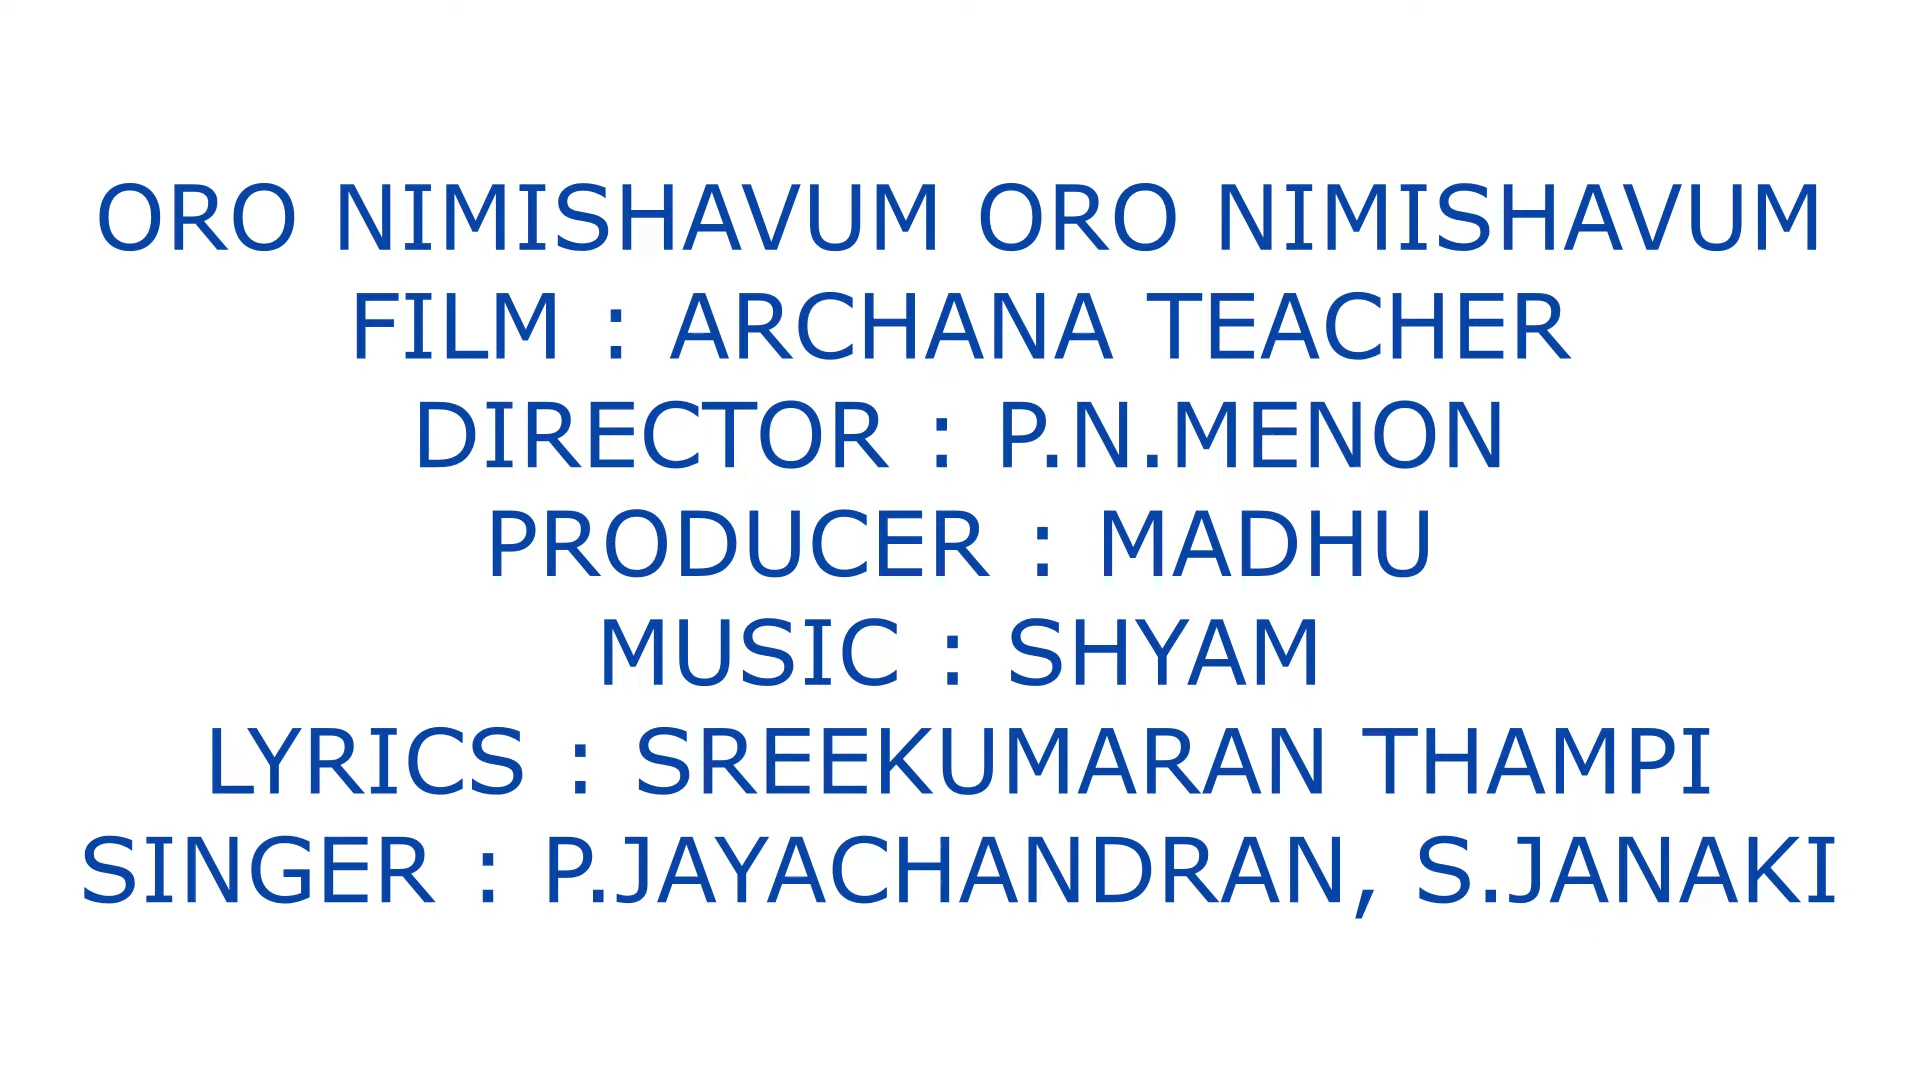 ORO NIMISHAVUM ORO NIMISHAVUM
FILM : ARCHANA TEACHER
DIRECTOR : P.N.MENON
PRODUCER : MADHU
MUSIC : SHYAM
LYRICS : SREEKUMARAN THAMPI
SINGER : P.JAYACHANDRAN, S.JANAKI